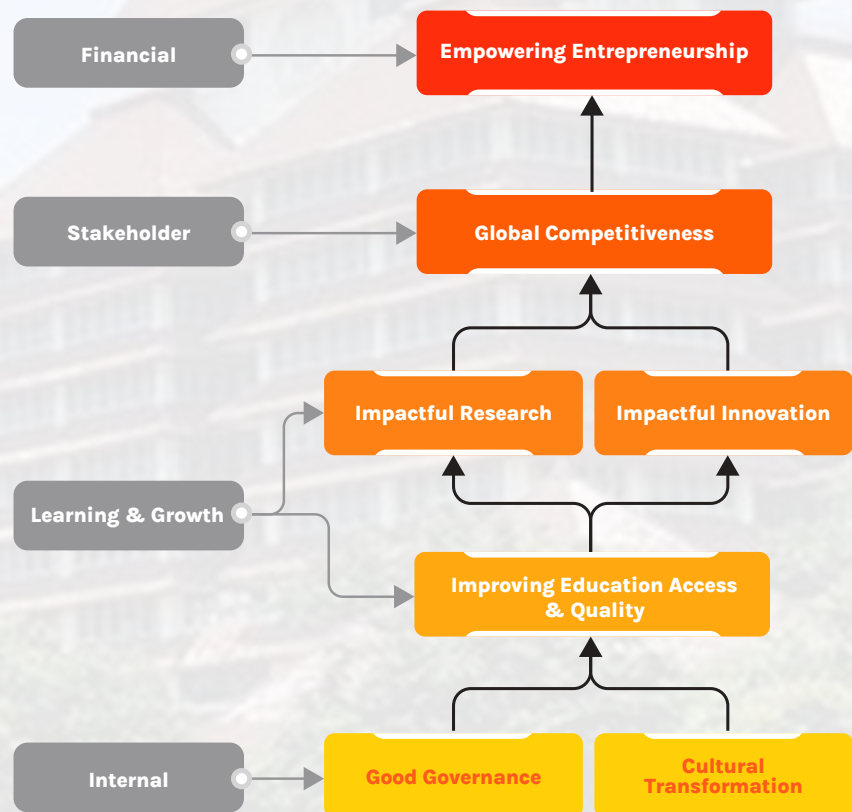 Financial
Empowering Entrepreneurship
Stakeholder
Global Competitiveness
Impactful Research
Impactful Innovation
Learning & Growth
Improving Education Access
& Quality
Internal
Good Governance
Cultural
Transformation